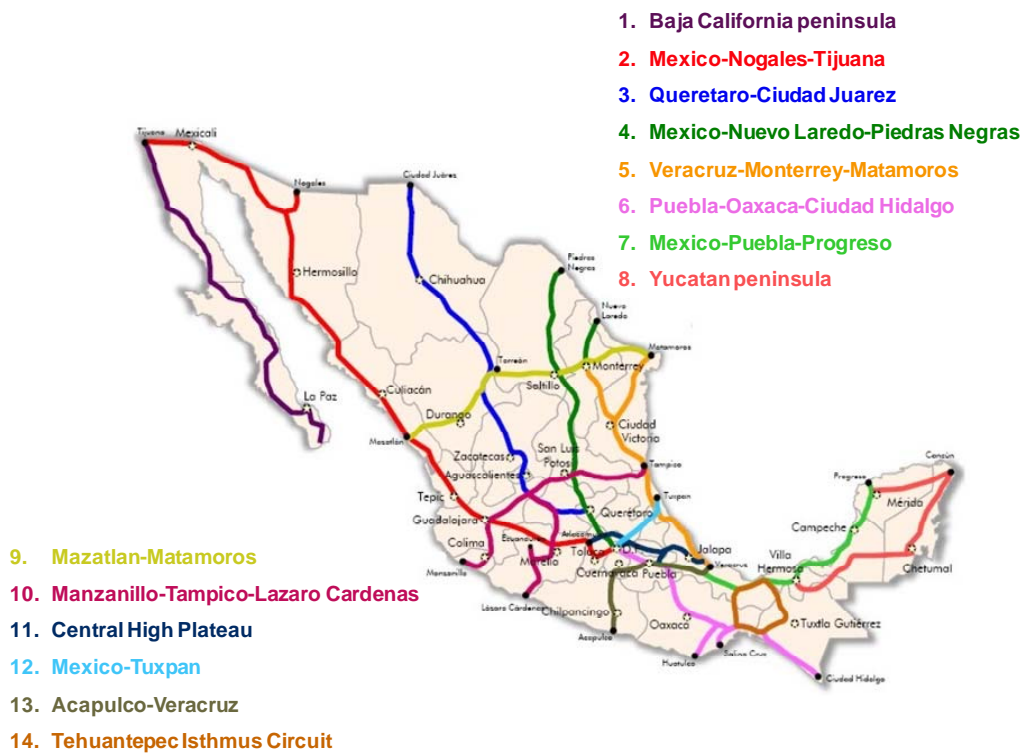 1. Baja California peninsula
2. Mexico-Nogales-Tijuana
3. Queretaro-Ciudad Juarez
4. Mexico-Nuevo Laredo-Piedras Negras
5. Veracruz-Monterrey-Matamoros
6. Puebla-Oaxaca-Ciudad Hidalgo
7. Mexico-Puebla-Progreso
8. Yucatan peninsula
Tijuana
Mexicali
Nogales
Ciudad Juárez
Hermosillo
Chihuahua
Piedras
Negras
Nuevo
Laredo
Matamoros
Torreón
Monterrey
Saltillo
La Paz
Culiacán
Durango
Ciudad
Victoria
Mazatlán
Zacatecas
San Luis
Potosí
Tampico
Aguascalientes
Cancún
Progreso
Mérida
Tepic
Tuxpan
Querétaro
Guadalajara
Campeche
Colima
Toluca
D.F.
Jalapa
Villa
Hermosa
Chetumal
Manzanillo
Morelia
Cuernavaca
Puebla
Veracruz
Lázaro Cárdenas
Chilpancingo
Oaxaca
Tuxtla Gutiérrez
Acapulco
Huatulco
Salina Cruz
Ciudad Hidalgo
9. Mazatlan-Matamoros
10. Manzanillo-Tampico-Lazaro Cardenas
11. Central High Plateau
12. Mexico-Tuxpan
13. Acapulco-Veracruz
14. Tehuantepec Isthmus Circuit